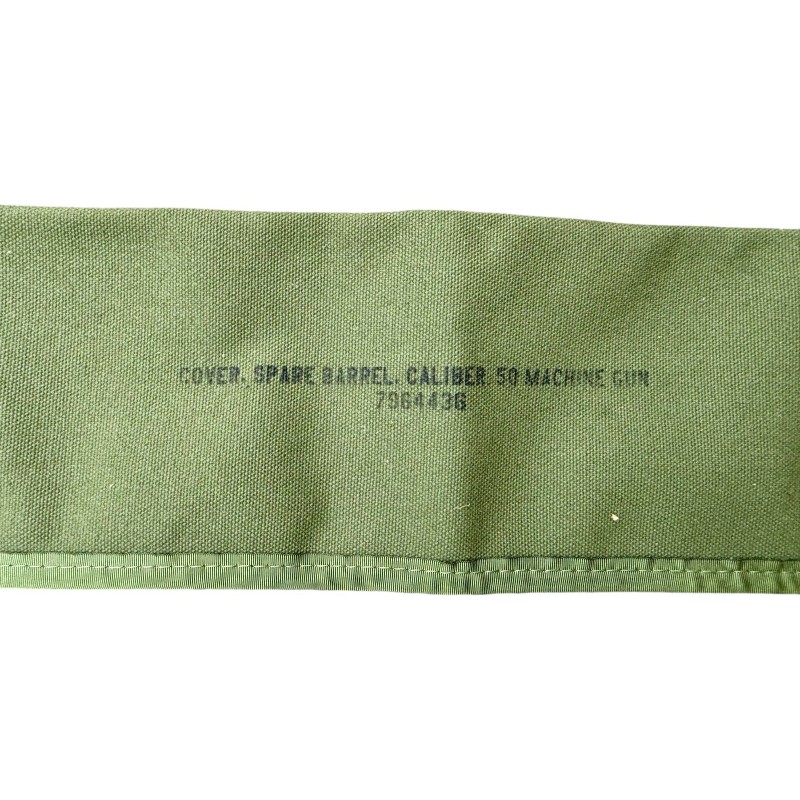 COVER, SPARE BARREL, CALIBER .50 MACHINE GUN
7964436